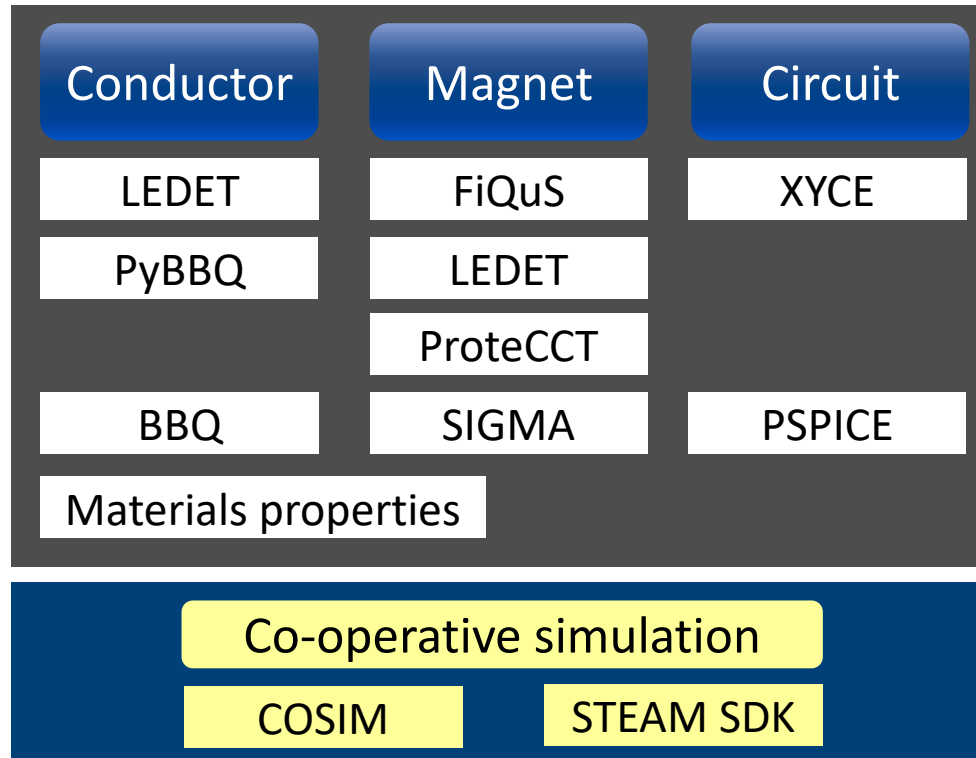 Conductor Magnet Circuit
LEDET FiQuS XYCE
PyBBQ LEDET
ProteCCT
BBQ SIGMA PSPICE
Materials properties
Co-operative simulation
COSIM STEAM SDK